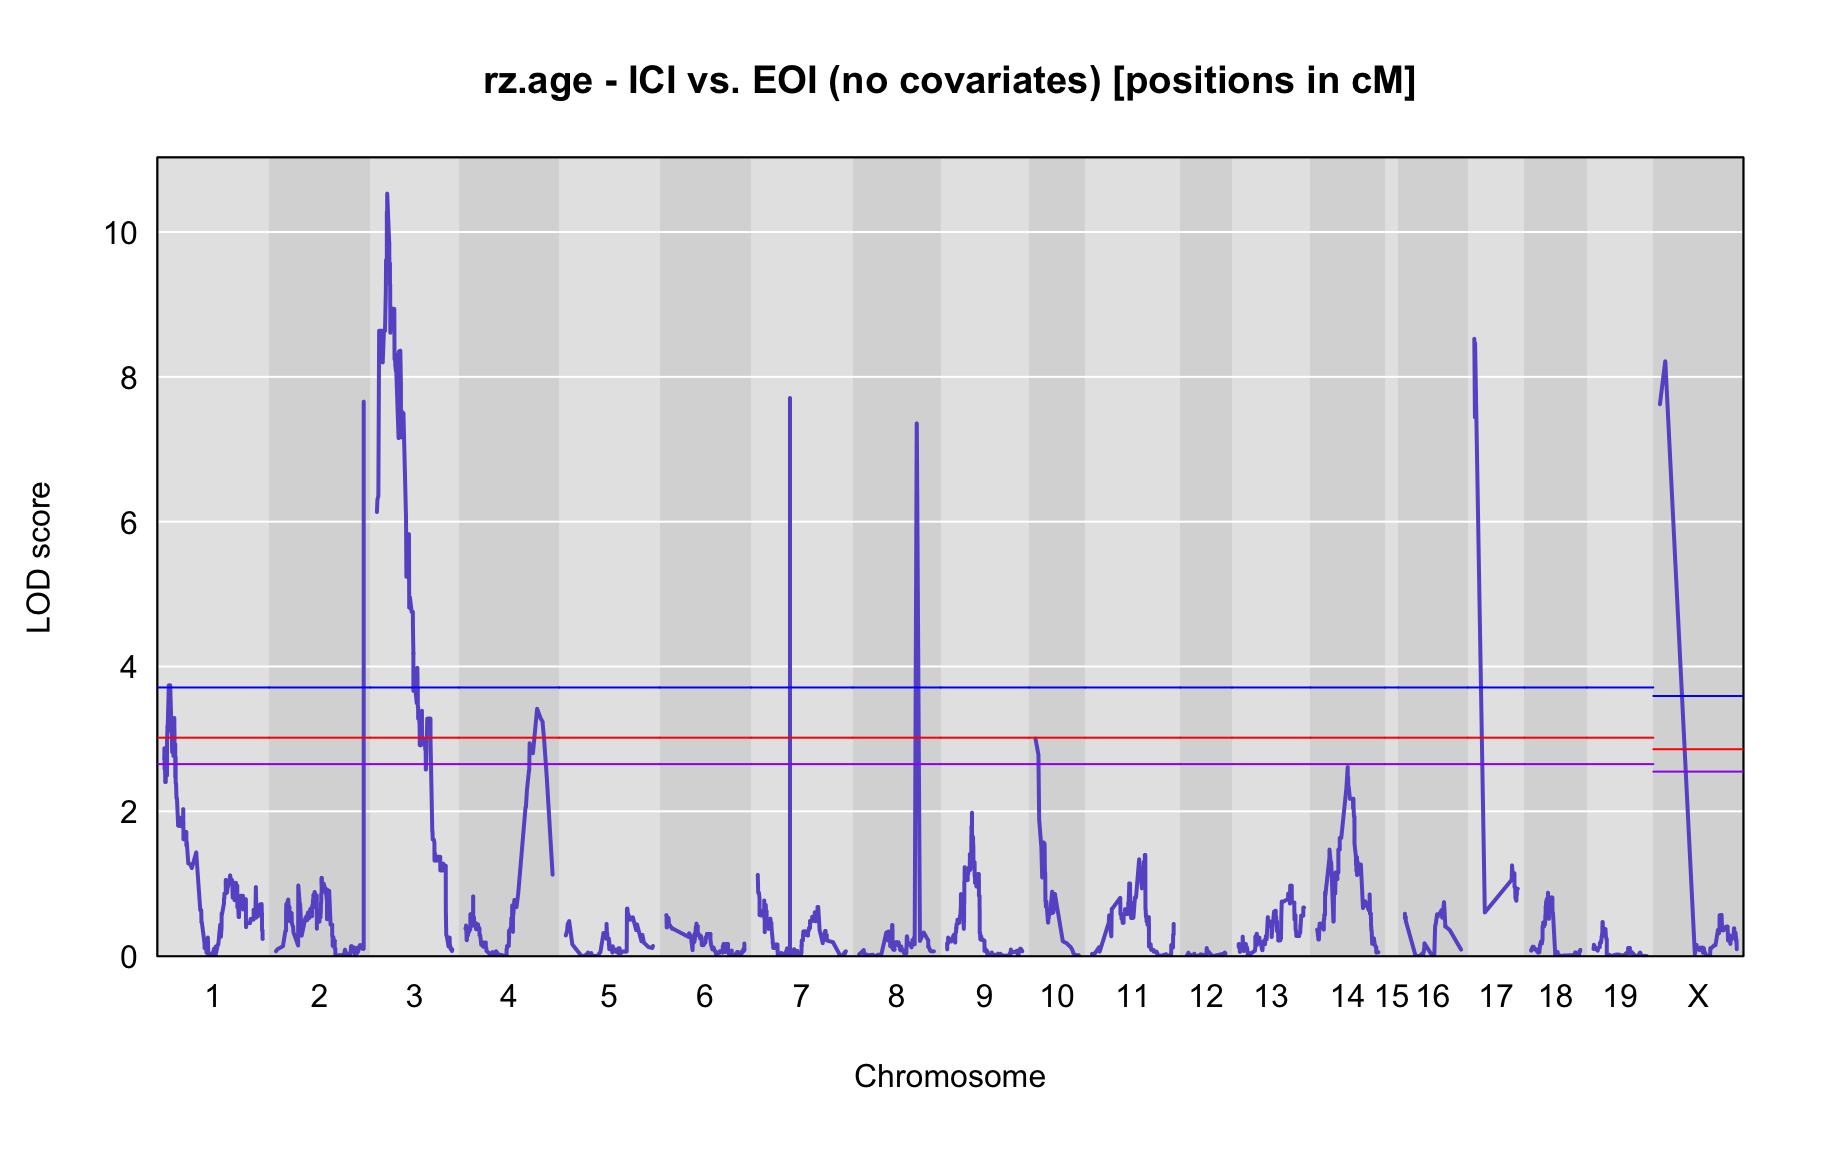 rz.age - ICI vs. EOI (no covariates) [positions in cM]
10
8
6
4
2
0
LOD score
1 2 3 4 5 6 7 8 9 10 11 12 13 14 15 16 17 18 19 X
Chromosome